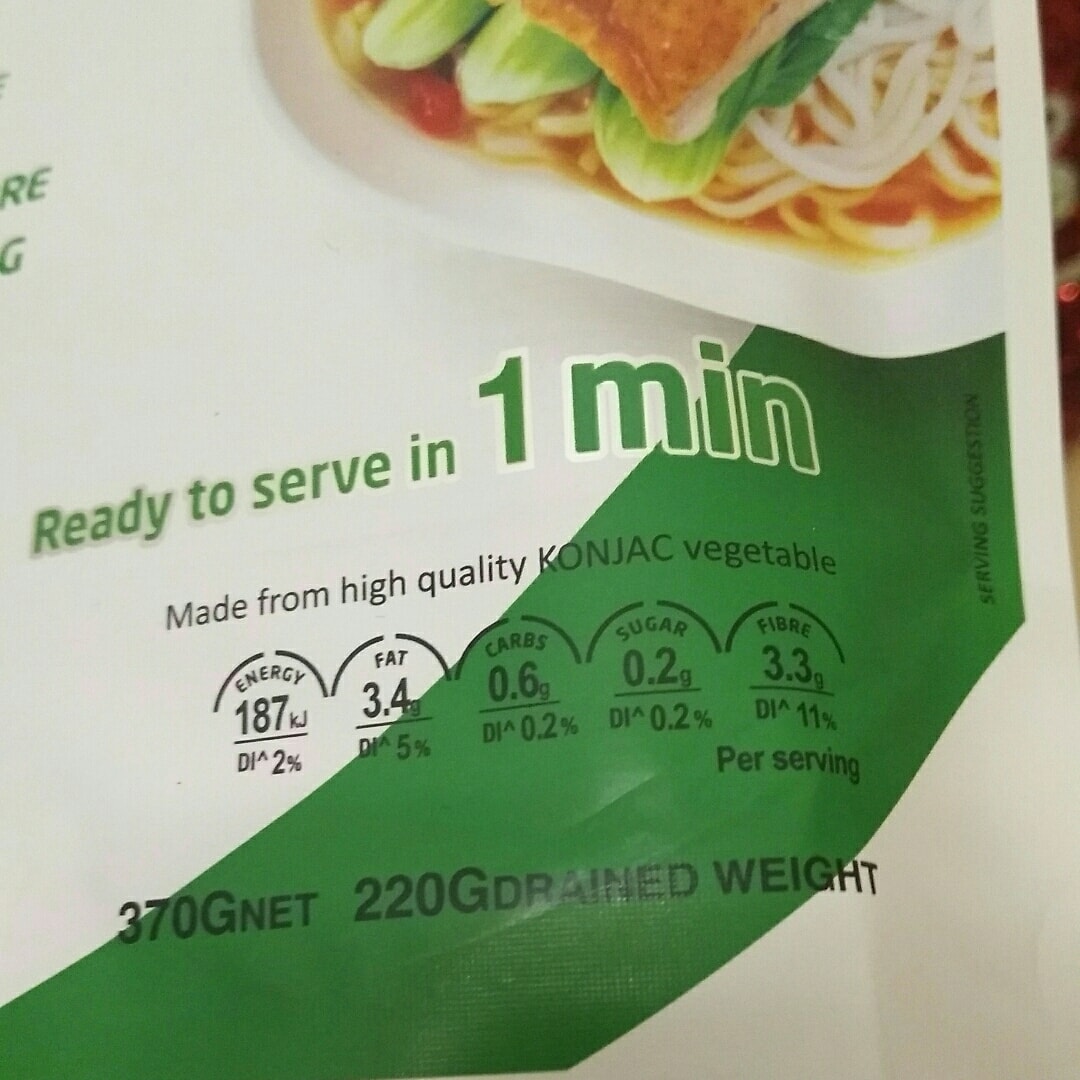 RE
G
Ready to serve in 1 min
SERVING SUGGESTION
Made from high quality KONJAC vegetable
ENERGY FAT CARBS SUGAR FIBRE
187kJ 3.4g 0.6g 0.2g 3.3g
DI^ 2% DI^ 5% DI^ 0.2% DI^ 0.2% DI^ 11%
Per serving
370GNET 220GDRAINED WEIGHT